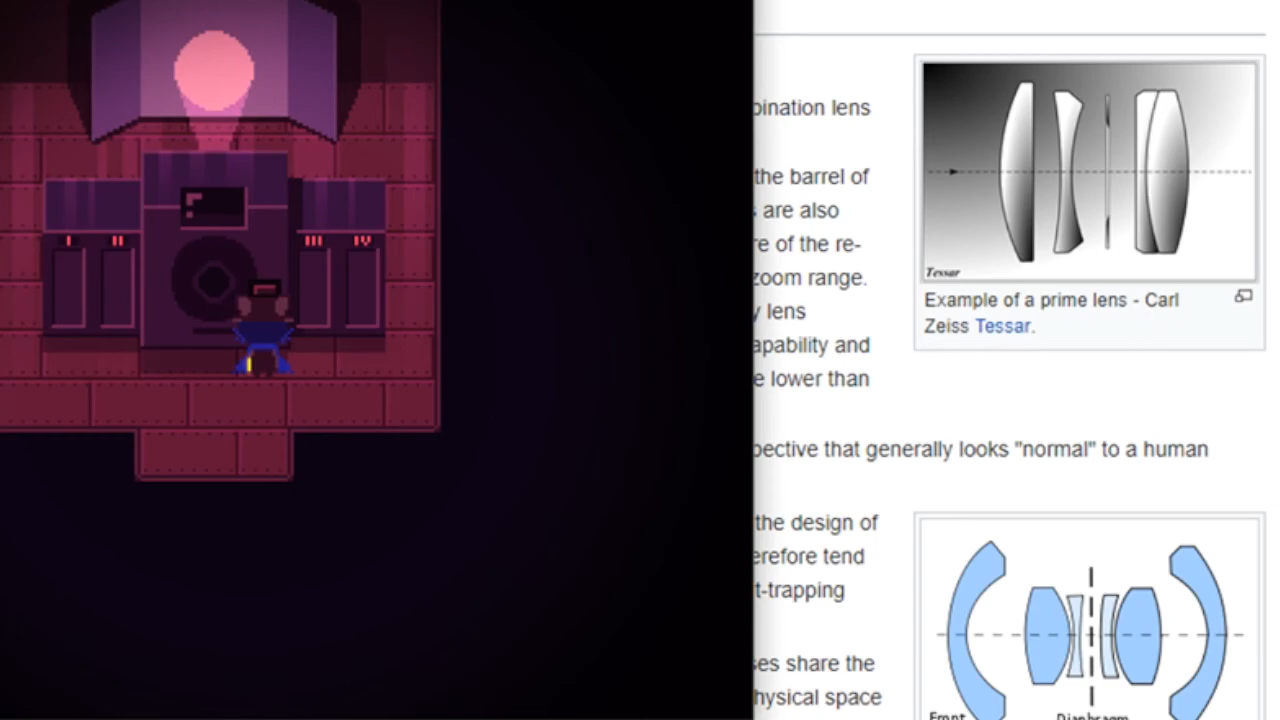 I II III IV
bination lens
the barrel of
are also
re of the re-
zoom range.
lens
apability and
e lower than
Tessar
Example of a prime lens - Carl
Zeiss Tessar.
pective that generally looks "normal" to a human
the design of
erefore tend
t-trapping
ses share the
hysical space
Front
Diaphragm